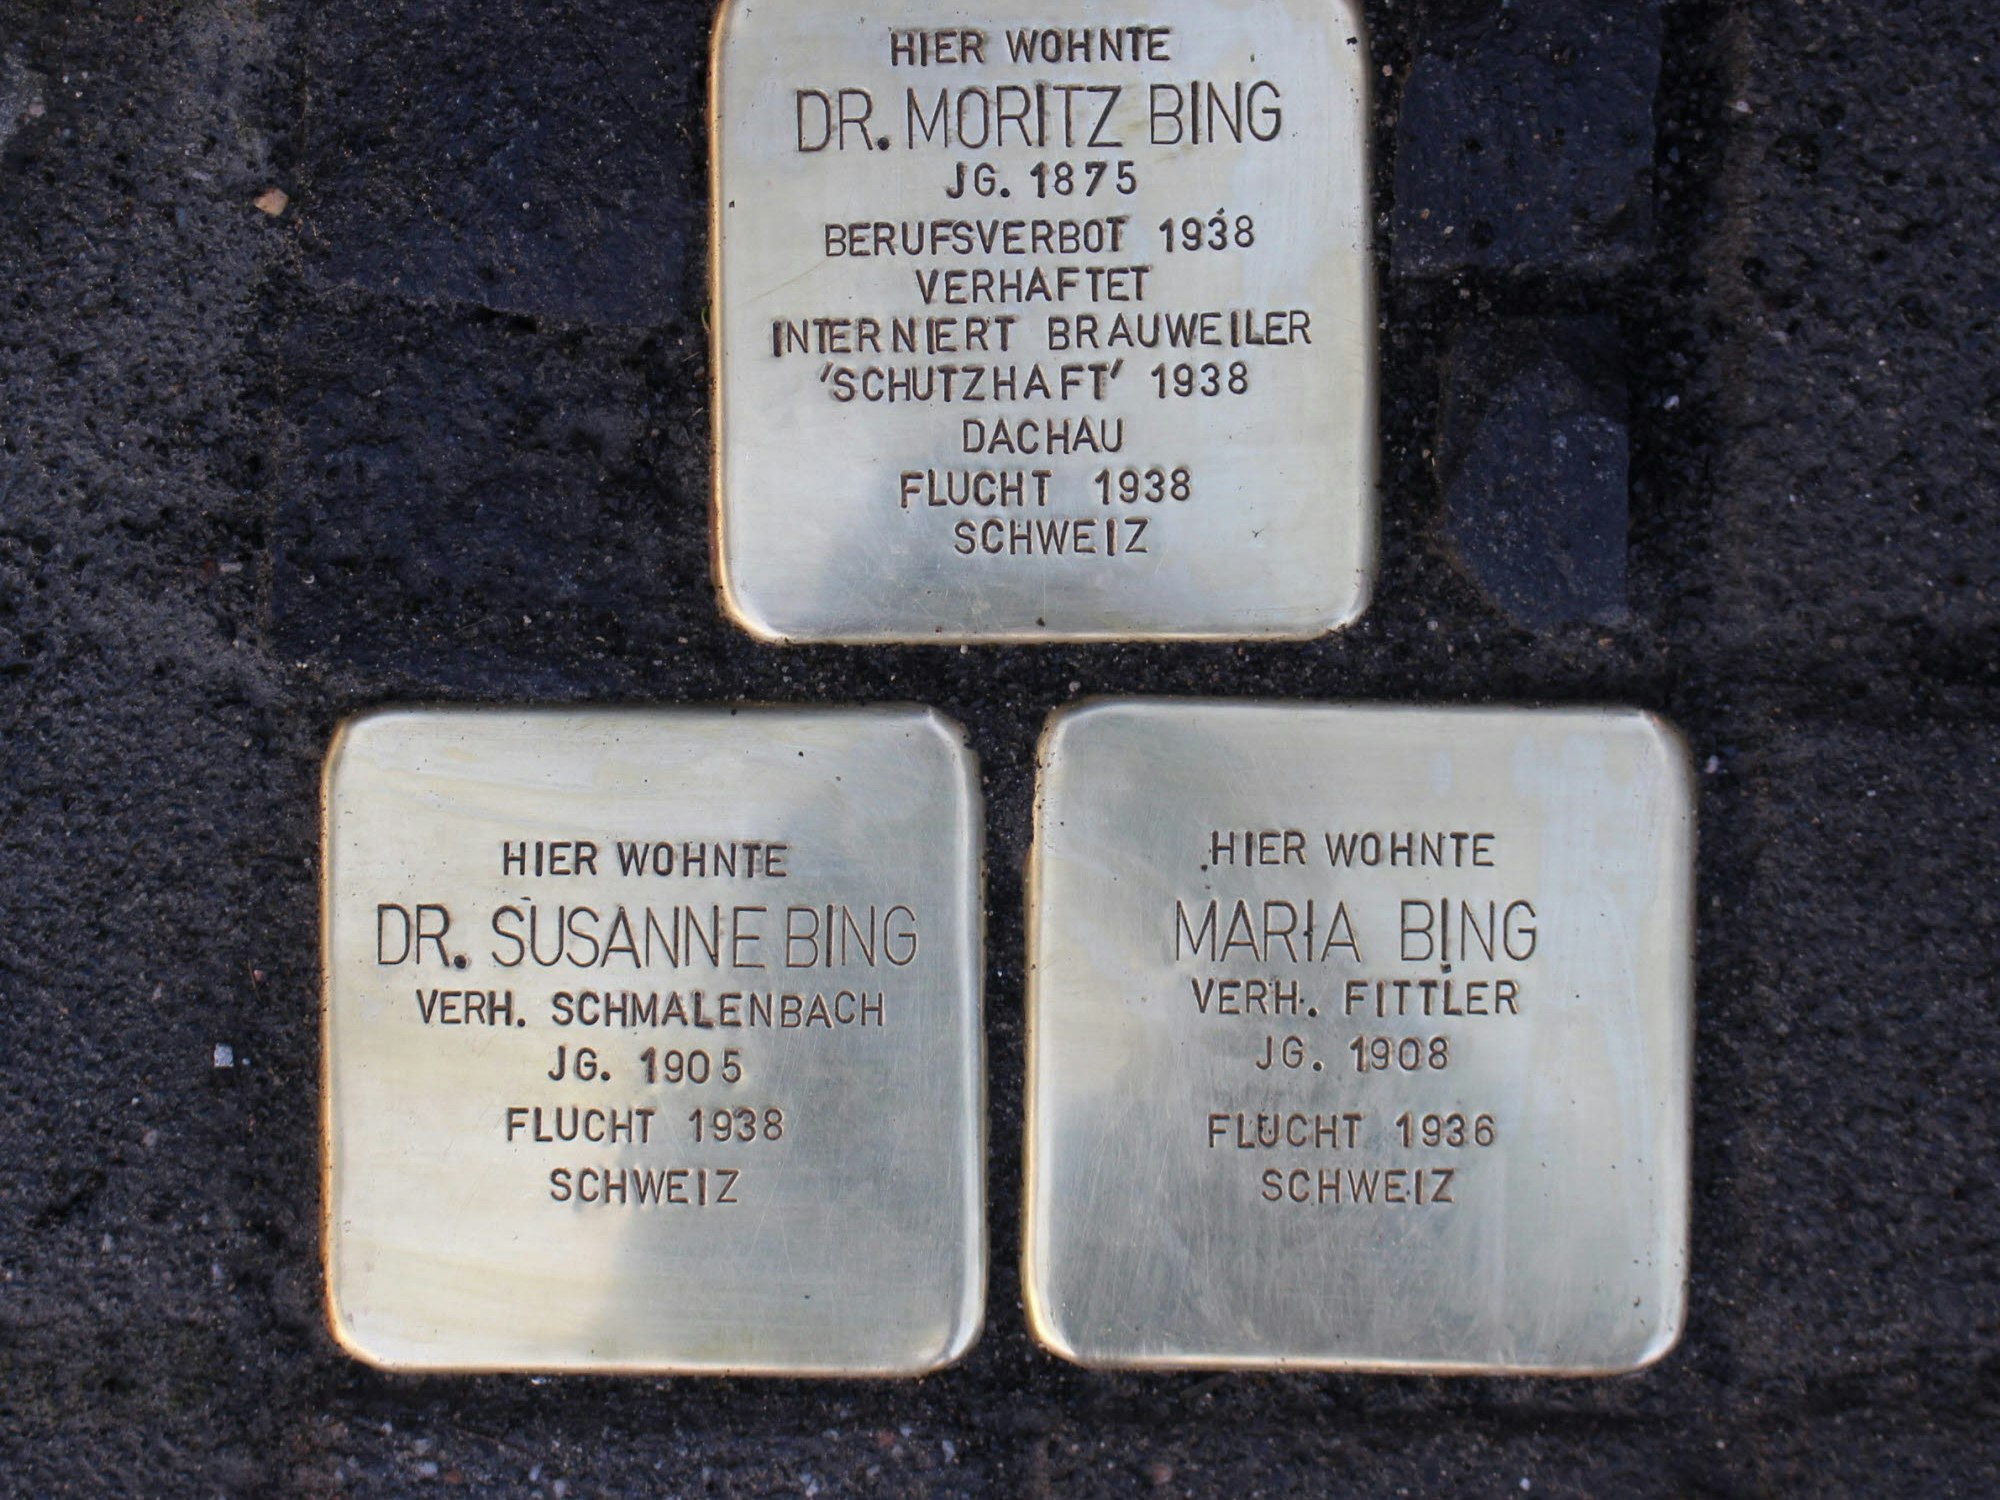 HIER WOHNTE
DR. MORITZ BING
JG. 1875
BERUFSVERBOT 1938
VERHAFTET
INTERNIERT BRAUWEILER
'SCHUTZHAFT' 1938
DACHAU
FLUCHT 1938
SCHWEIZ
HIER WOHNTE
DR. SUSANNE BING
VERH. SCHMALENBACH
JG. 1905
FLUCHT 1938
SCHWEIZ
HIER WOHNTE
MARIA BING
VERH. FITTLER
JG. 1908
FLUCHT 1936
SCHWEIZ